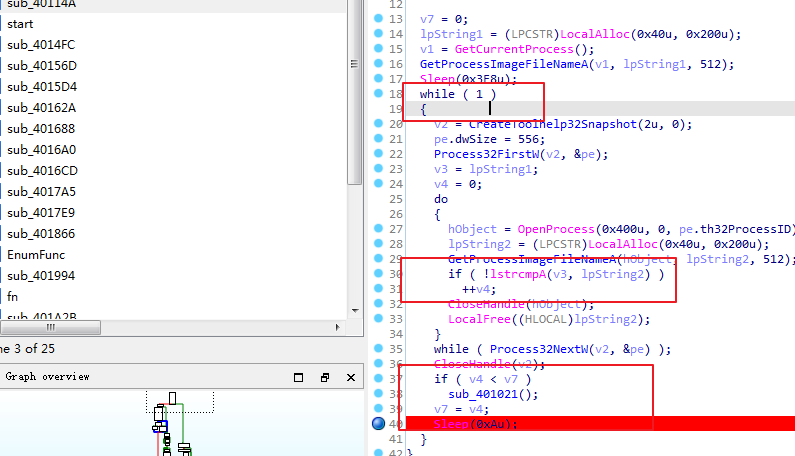 sub_40114A
start
sub_4014FC
sub_40156D
sub_4015D4
sub_40162A
sub_401688
sub_4016A0
sub_4016CD
sub_4017A5
sub_4017E9
sub_401866
EnumFunc
sub_401994
fn
sub_401A2B
ne 3 of 25
Graph overview
12
13 v7 = 0;
14 lpString1 = (LPCSTR)LocalAlloc(0x40u, 0x200u);
15 v1 = GetCurrentProcess();
16 GetProcessImageFileNameA(v1, lpString1, 512);
17 Sleep(0x3E8u);
18 while ( 1 )
19 {
20 v2 = CreateToolhelp32Snapshot(2u, 0);
21 pe.dwSize = 556;
22 Process32FirstW(v2, &pe);
23 v3 = lpString1;
24 v4 = 0;
25 do
26 {
27 hObject = OpenProcess(0x400u, 0, pe.th32ProcessID)
28 lpString2 = (LPCSTR)LocalAlloc(0x40u, 0x200u);
29 GetProcessImageFileNameA(hObject, lpString2, 512);
30 if ( !lstrcmpA(v3, lpString2) )
31 ++v4;
32 CloseHandle(hObject);
33 LocalFree((HLOCAL)lpString2);
34 }
35 while ( Process32NextW(v2, &pe) );
36 CloseHandle(v2);
37 if ( v4 < v7 )
38 sub_401021();
39 v7 = v4;
40 Sleep(0xAu);
41 }
42 }